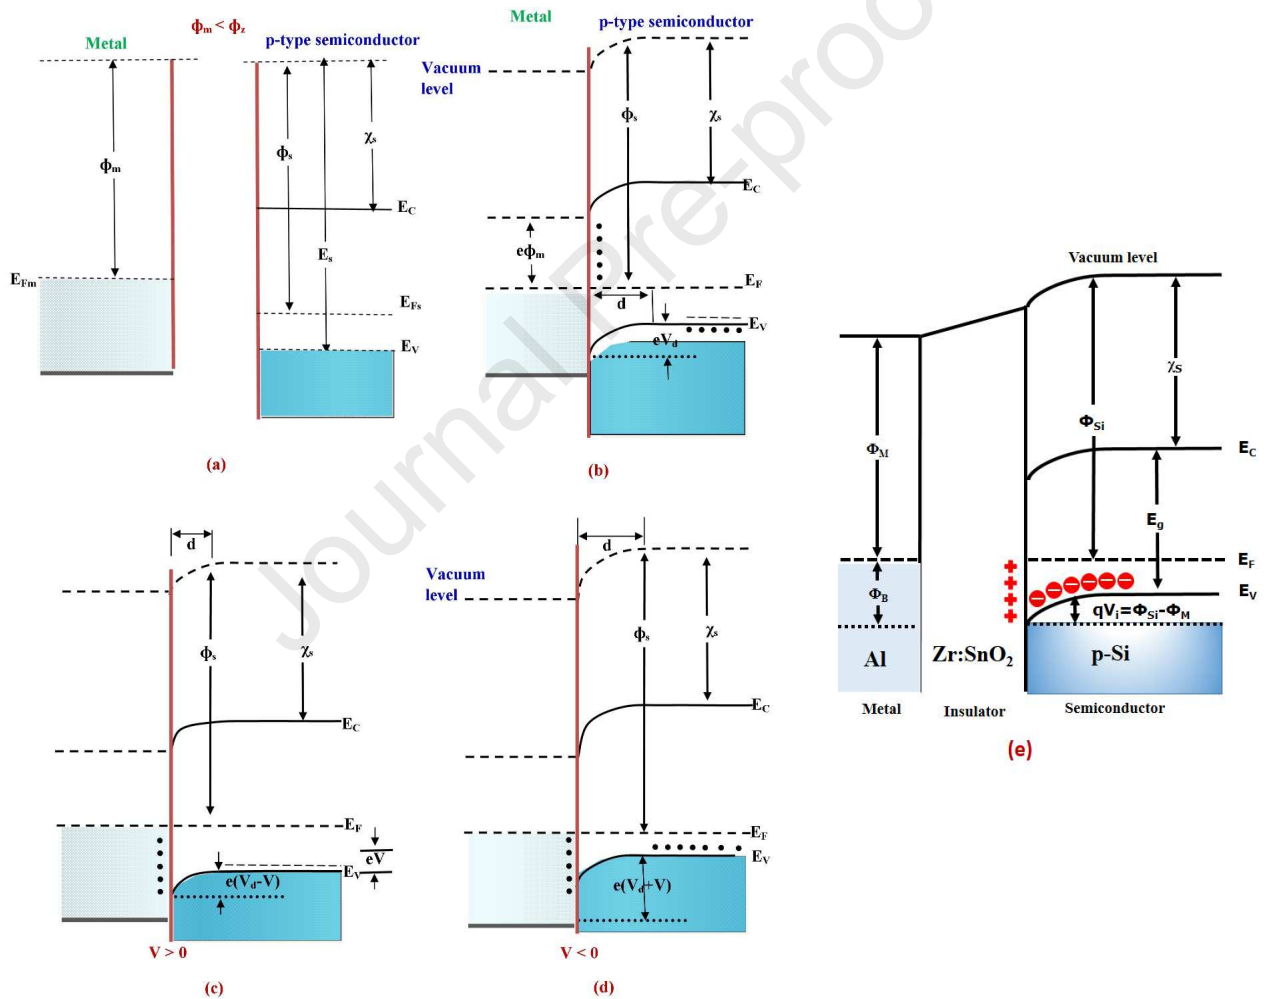 ϕm < ϕz
Metal
p-type semiconductor
ϕm
ϕs
χs
EC
Es
EFm
EFs
EV
(a)
Metal
p-type semiconductor
Vacuum
level
ϕs
χs
EC
eϕm
EF
d
EV
eVd
(b)
d
ϕs
χs
EC
EF
eV
EV
e(Vd-V)
V > 0
(c)
d
Vacuum
level
ϕs
χs
EC
EF
EV
e(Vd+V)
V < 0
(d)
Vacuum level
χS
ΦSi
ΦM
EC
Eg
EF
ΦB
EV
qVi=ΦSi-ΦM
Al
Zr:SnO2
p-Si
Metal
Insulator
Semiconductor
(e)
Journal Pre-proo